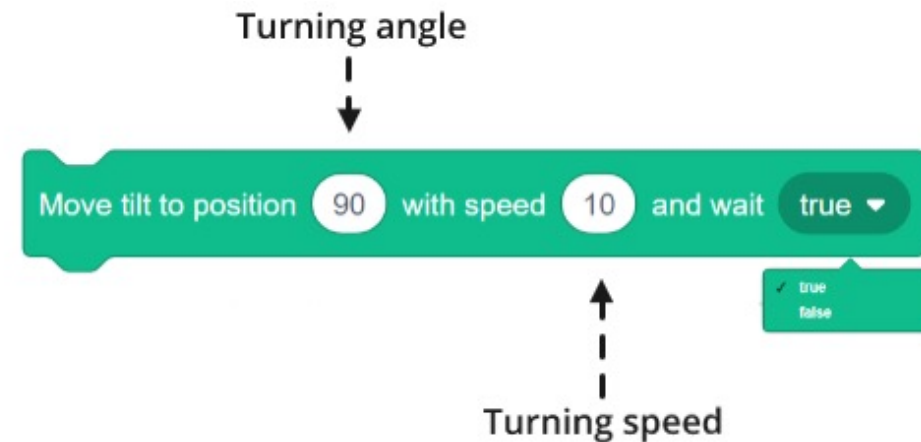 Turning angle
Move tilt to position 90 with speed 10 and wait true
true
false
Turning speed